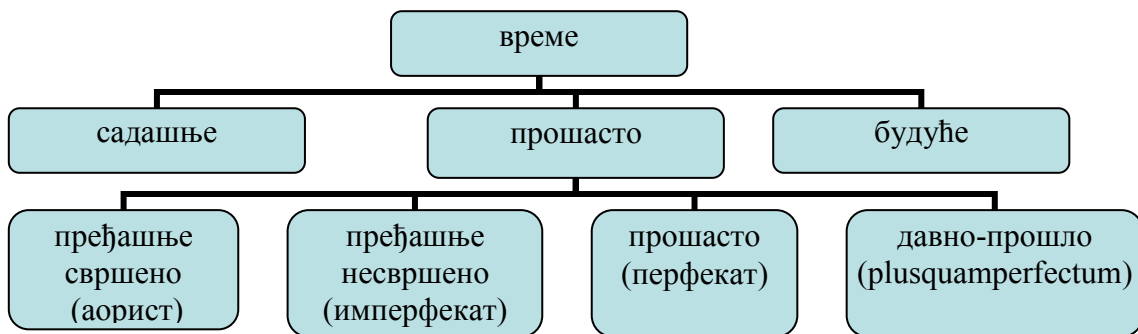 време
садашње
прошасто
будуће
пређашње
свршено
(аорист)
пређашње
несвршено
(имперфекат)
прошасто
(перфекат)
давно-прошло
(plusquamperfectum)